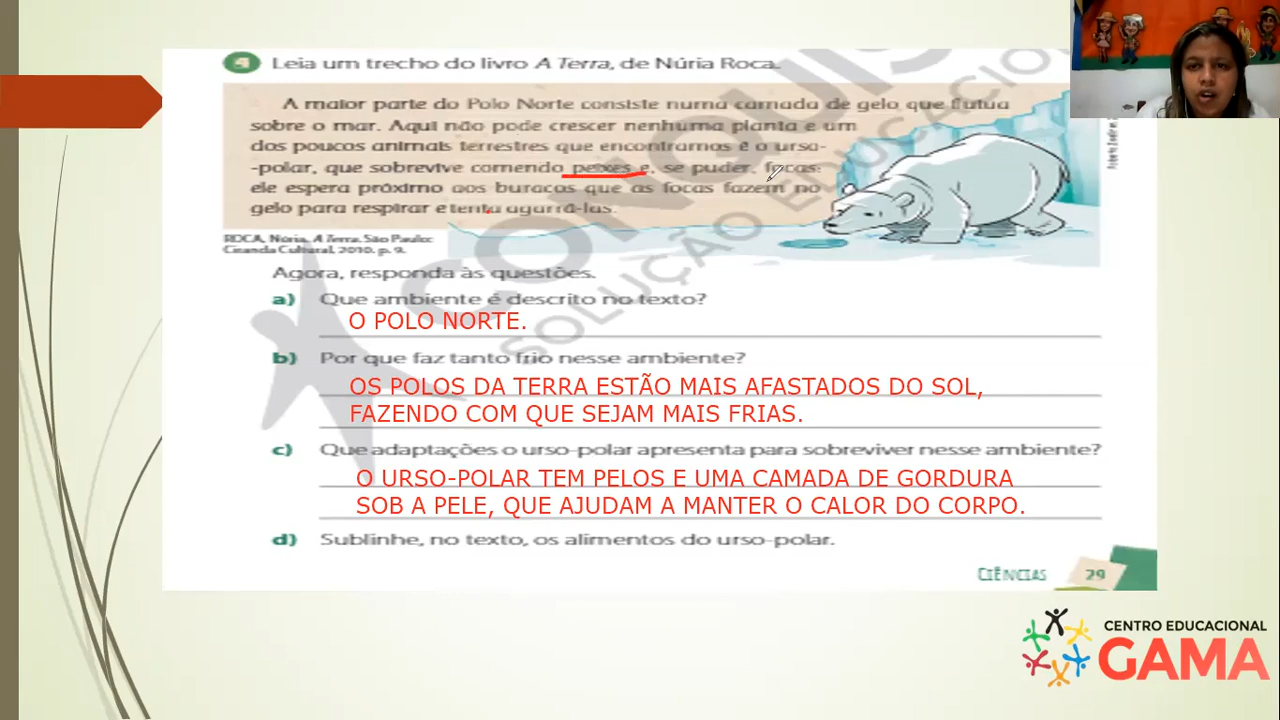 4 Leia um trecho do livro A Terra, de Núria Roca.
A maior parte do Polo Norte consiste numa camada de gelo que flutua
sobre o mar. Aqui não pode crescer nenhuma planta e um
dos poucos animais terrestres que encontramos é o urso-
-polar, que sobrevive comendo peixes e, se puder, focas:
ele espera próximo aos buracos que as focas fazem no
gelo para respirar e tenta agarrá-las.
ROCA, Núria. A Terra. São Paulo:
Ciranda Cultural, 2010. p. 9.
Agora, responda às questões.
a) Que ambiente é descrito no texto?
O POLO NORTE.
b) Por que faz tanto frio nesse ambiente?
OS POLOS DA TERRA ESTÃO MAIS AFASTADOS DO SOL,
FAZENDO COM QUE SEJAM MAIS FRIAS.
c) Que adaptações o urso-polar apresenta para sobreviver nesse ambiente?
O URSO-POLAR TEM PELOS E UMA CAMADA DE GORDURA
SOB A PELE, QUE AJUDAM A MANTER O CALOR DO CORPO.
d) Sublinhe, no texto, os alimentos do urso-polar.
CIÊNCIAS 29
CONQUIS
SOLUÇÃO EDUCACIO
CENTRO EDUCACIONAL
GAMA